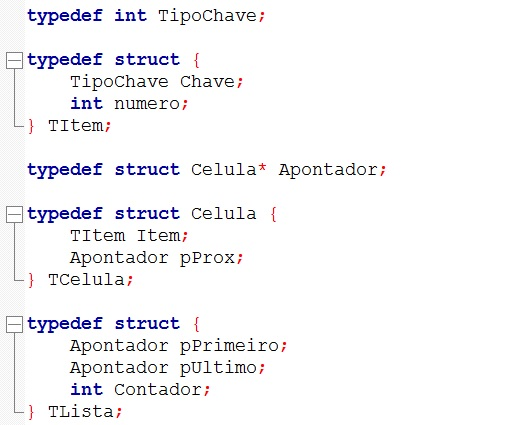 typedef int TipoChave;
typedef struct {
TipoChave Chave;
int numero;
} TItem;
typedef struct Celula* Apontador;
typedef struct Celula {
TItem Item;
Apontador pProx;
} TCelula;
typedef struct {
Apontador pPrimeiro;
Apontador pUltimo;
int Contador;
} TLista;